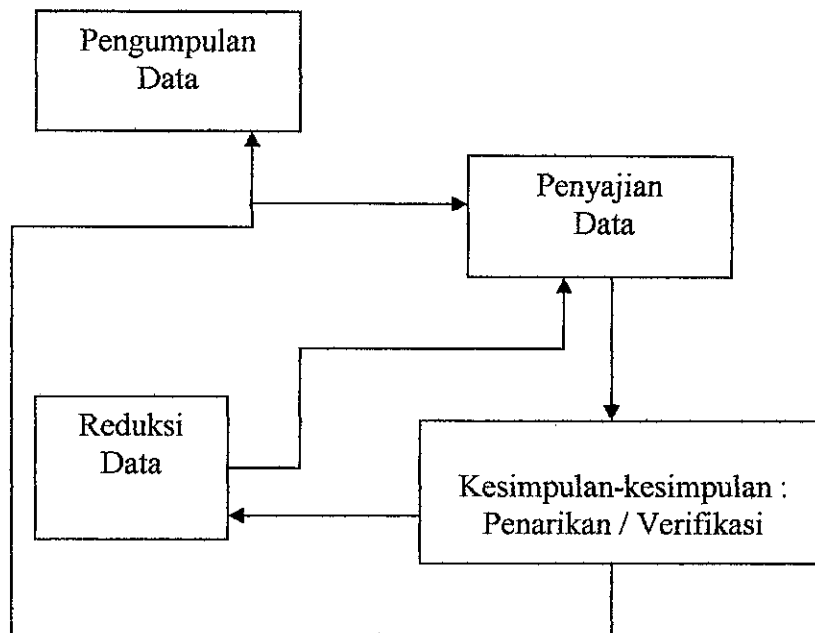 Pengumpulan
Data
Penyajian
Data
Reduksi
Data
Kesimpulan-kesimpulan :
Penarikan / Verifikasi